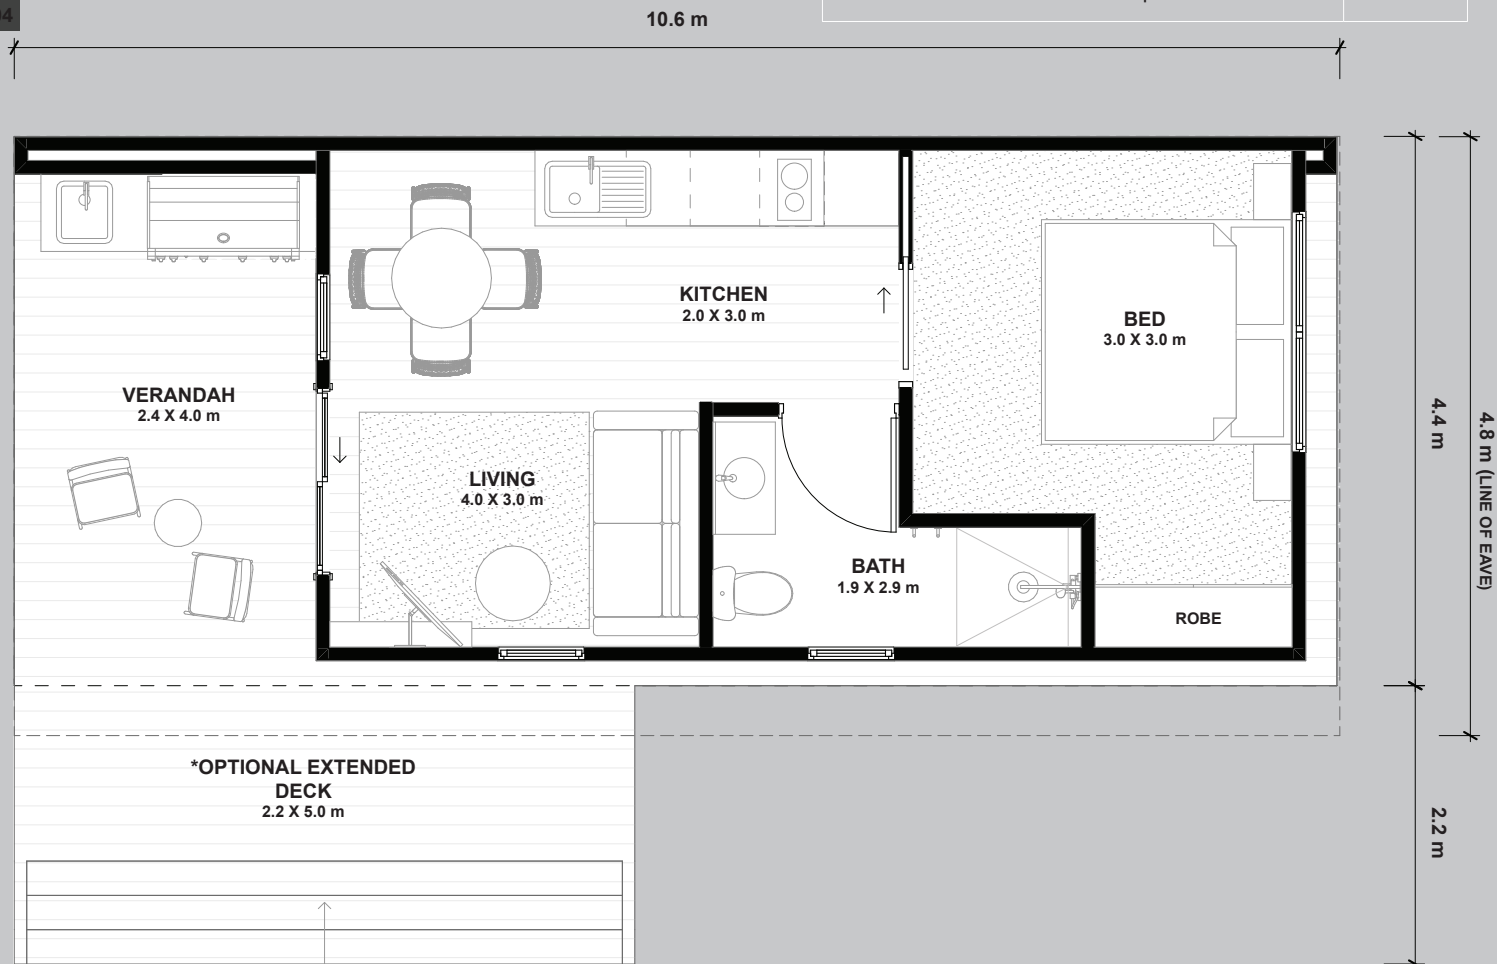 10.6 m
KITCHEN
2.0 X 3.0 m
BED
3.0 X 3.0 m
VERANDAH
2.4 X 4.0 m
LIVING
4.0 X 3.0 m
BATH
1.9 X 2.9 m
ROBE
4.4 m
4.8 m (LINE OF EAVE)
*OPTIONAL EXTENDED
DECK
2.2 X 5.0 m
2.2 m